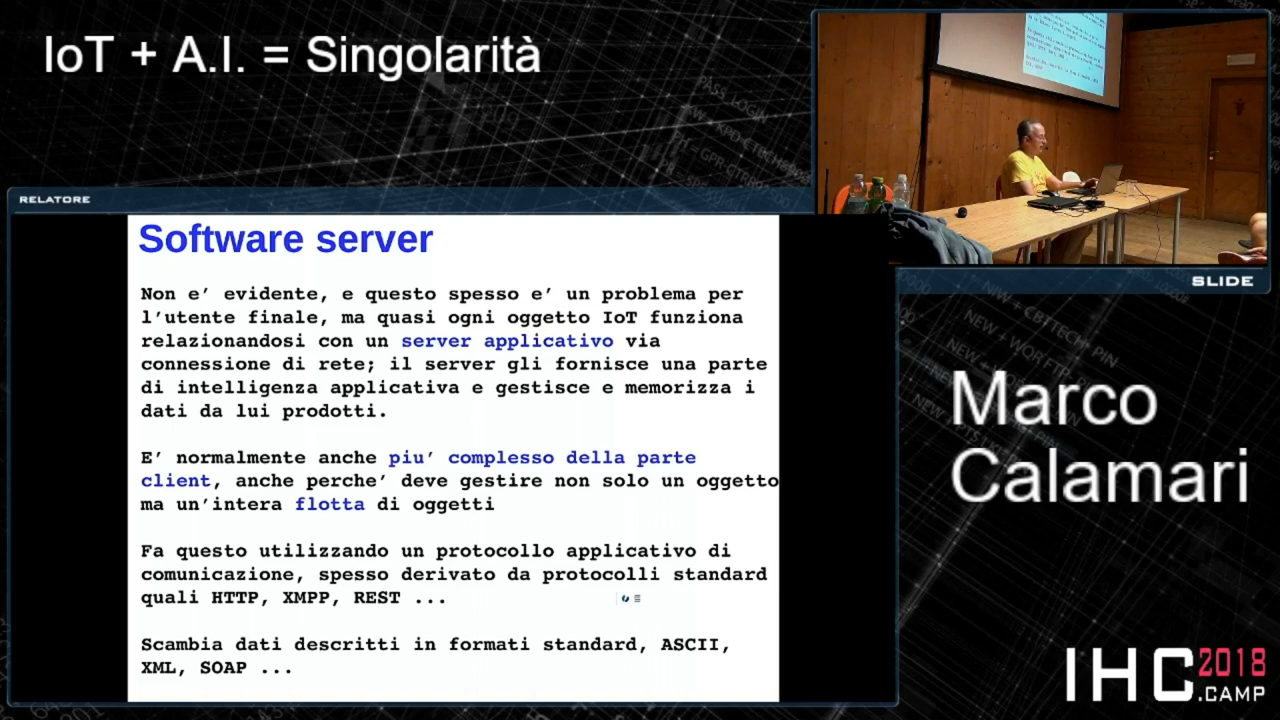 IoT + A.I. = Singolarità
RELATORE
Software server
Non e' evidente, e questo spesso e' un problema per
l'utente finale, ma quasi ogni oggetto IoT funziona
relazionandosi con un server applicativo via
connessione di rete; il server gli fornisce una parte
di intelligenza applicativa e gestisce e memorizza i
dati da lui prodotti.
E' normalmente anche piu' complesso della parte
client, anche perche' deve gestire non solo un oggetto
ma un'intera flotta di oggetti
Fa questo utilizzando un protocollo applicativo di
comunicazione, spesso derivato da protocolli standard
quali HTTP, XMPP, REST ...
Scambia dati descritti in formati standard, ASCII,
XML, SOAP ...
SLIDE
Marco
Calamari
IHC 2018
.CAMP